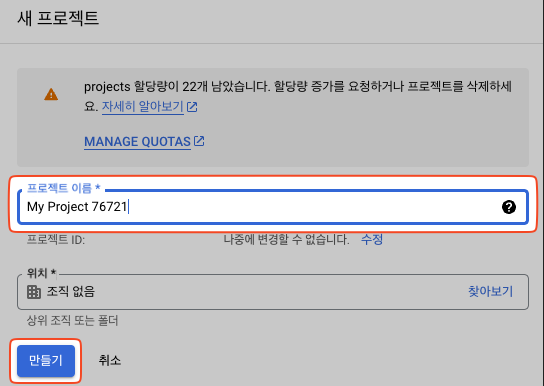 새 프로젝트
projects 할당량이 22개 남았습니다. 할당량 증가를 요청하거나 프로젝트를 삭제하세
요. 자세히 알아보기
MANAGE QUOTAS
프로젝트 이름 *
My Project 76721
프로젝트 ID: 나중에 변경할 수 없습니다. 수정
위치 *
조직 없음 찾아보기
상위 조직 또는 폴더
만들기 취소